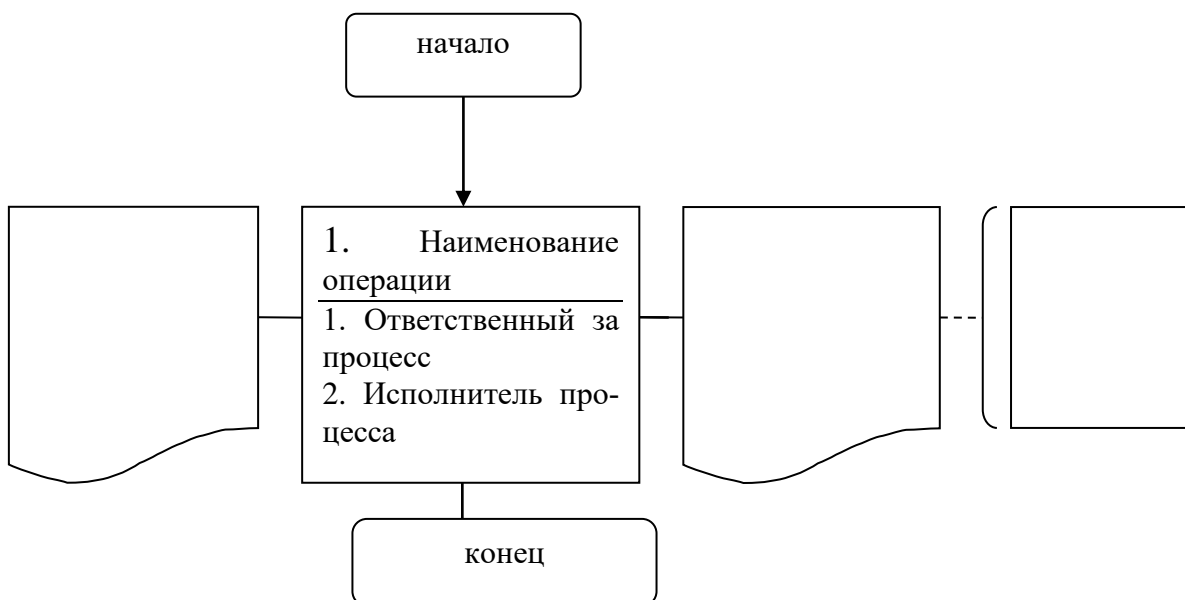 начало
1. Наименование
операции
1. Ответственный за
процесс
2. Исполнитель про-
цесса
конец